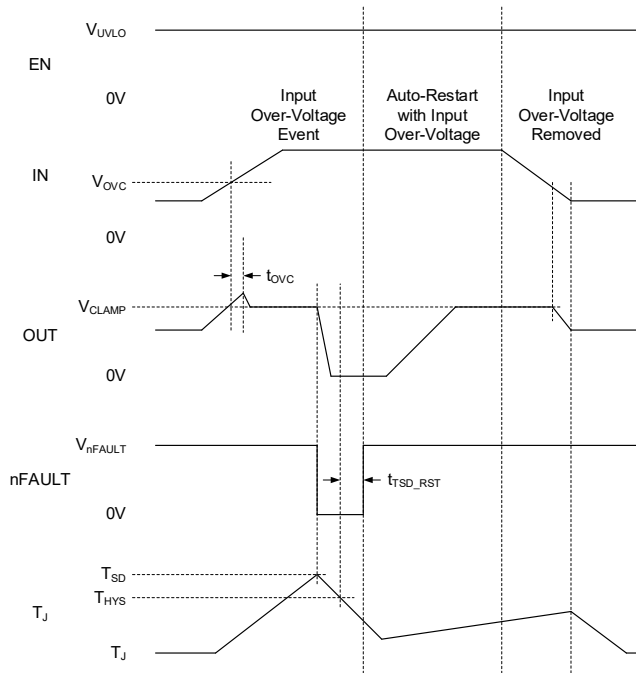 V_UVLO
EN
0V
Input
Over-Voltage
Event
Auto-Restart
with Input
Over-Voltage
Input
Over-Voltage
Removed
IN
V_OVC
0V
t_OVC
V_CLAMP
OUT
0V
V_nFAULT
nFAULT
t_TSD_RST
0V
T_SD
T_HYS
T_J
T_J